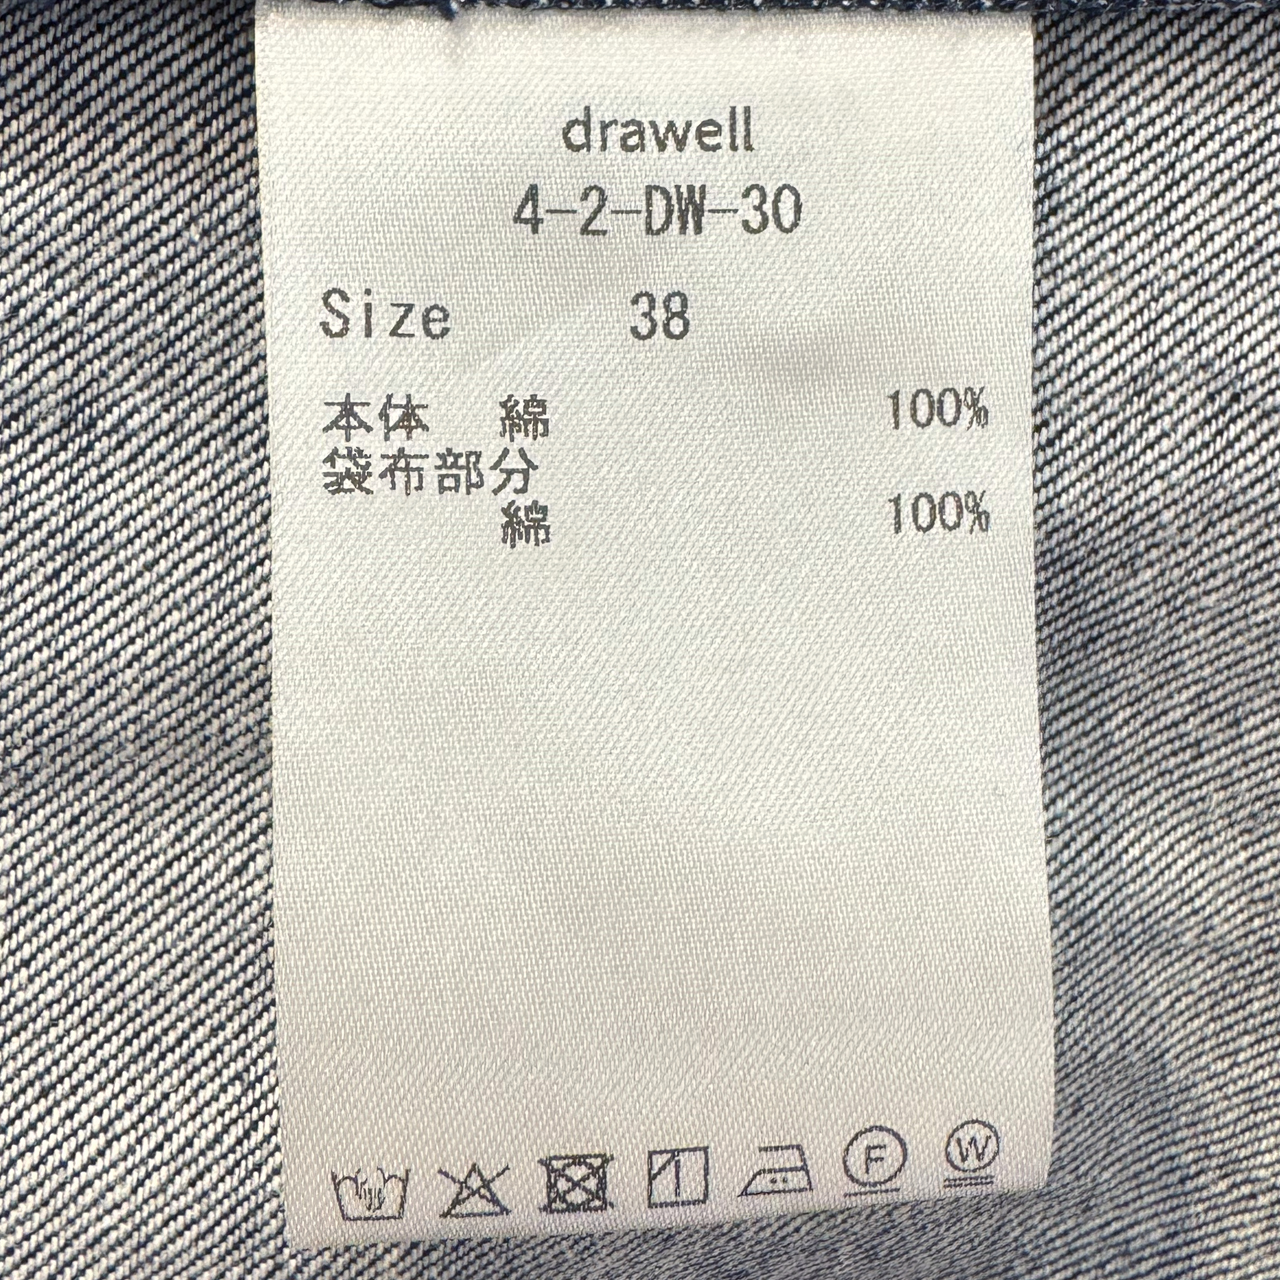 drawell
4-2-DW-30
Size 38
本体 綿 100%
袋布部分
綿 100%
F
W